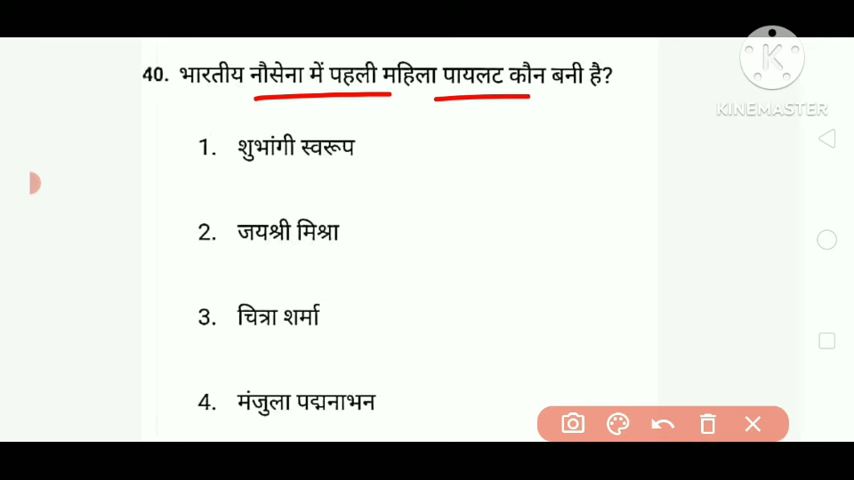 40. भारतीय नौसेना में पहली महिला पायलट कौन बनी है?
K
KINEMASTER
1. शुभांगी स्वरूप
2. जयश्री मिश्रा
3. चित्रा शर्मा
4. मंजुला पद्मनाभन